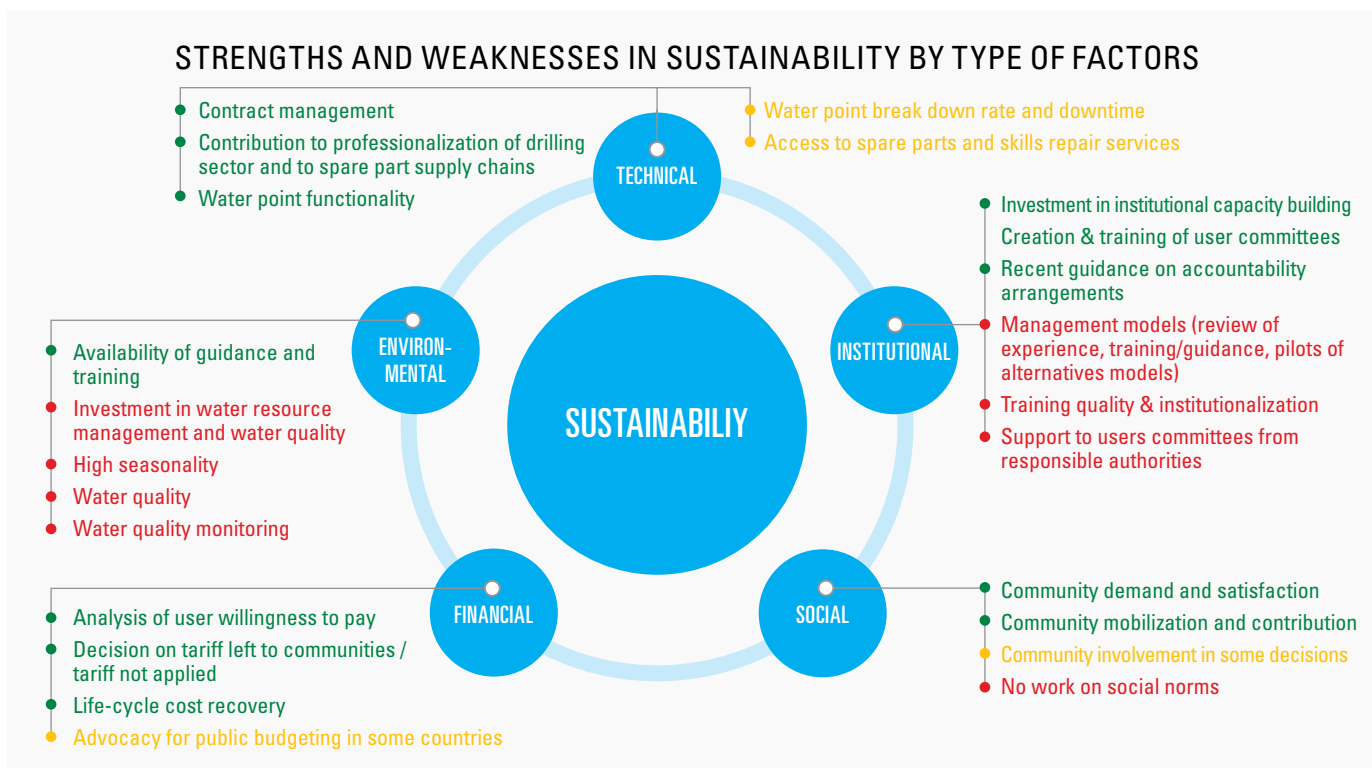 STRENGTHS AND WEAKNESSES IN SUSTAINABILITY BY TYPE OF FACTORS
Contract management
Contribution to professionalization of drilling
sector and to spare part supply chains
Water point functionality
TECHNICAL
Water point break down rate and downtime
Access to spare parts and skills repair services
Investment in institutional capacity building
Creation & training of user committees
Recent guidance on accountability
arrangements
Management models (review of
experience, training/guidance, pilots of
alternatives models)
Training quality & institutionalization
Support to users committees from
responsible authorities
INSTITUTIONAL
ENVIRON-
MENTAL
Availability of guidance and
training
Investment in water resource
management and water quality
High seasonality
Water quality
Water quality monitoring
SUSTAINABILIY
FINANCIAL
Analysis of user willingness to pay
Decision on tariff left to communities /
tariff not applied
Life-cycle cost recovery
Advocacy for public budgeting in some countries
SOCIAL
Community demand and satisfaction
Community mobilization and contribution
Community involvement in some decisions
No work on social norms